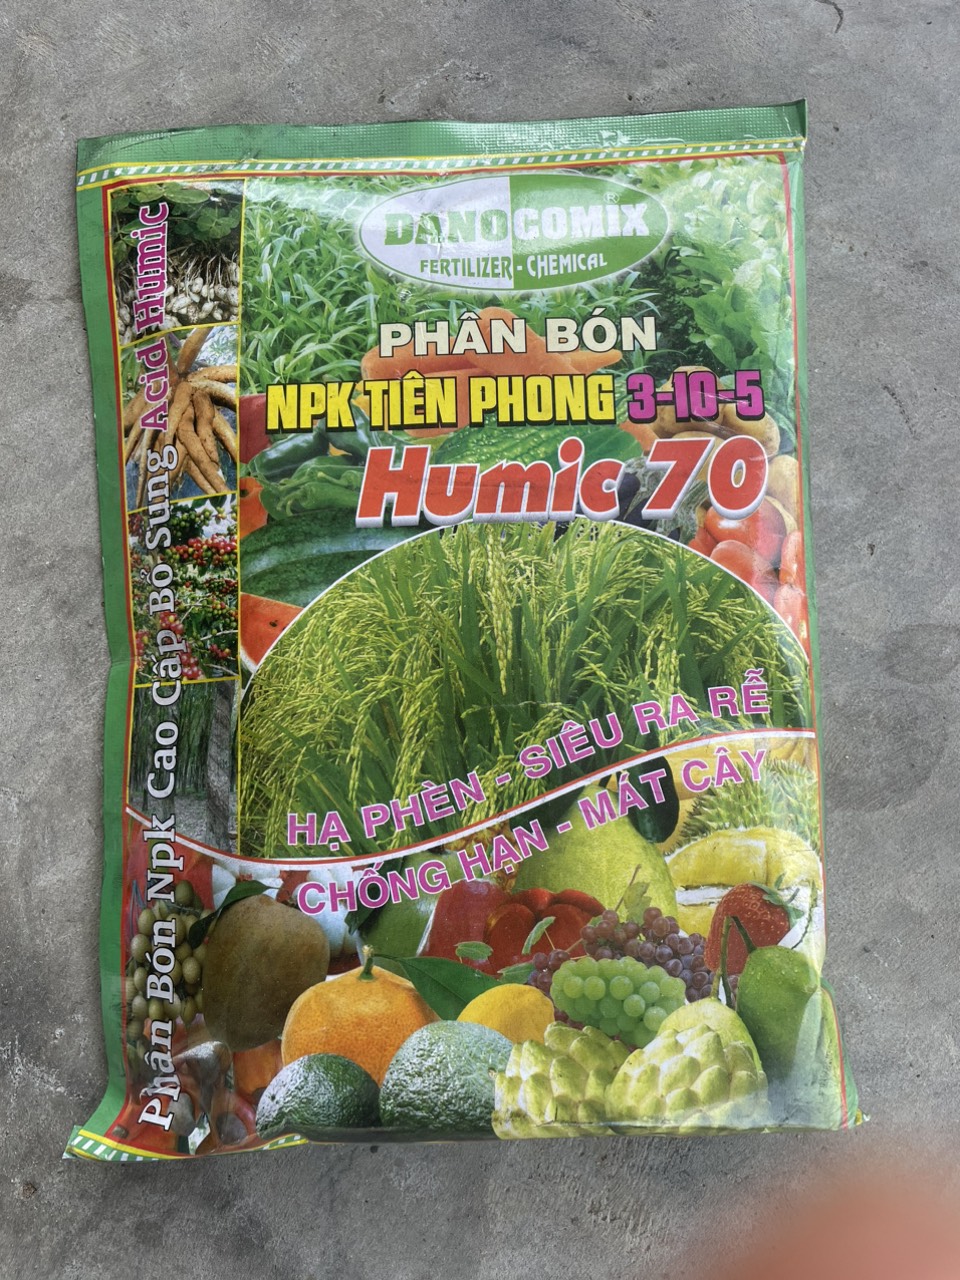 DANOCOMIX ®
FERTILIZER - CHEMICAL
PHÂN BÓN
NPK TIÊN PHONG 3-10-5
Humic 70
HẠ PHÈN - SIÊU RA RỄ
CHỐNG HẠN - MÁT CÂY
Phân Bón Npk Cao Cấp Bổ Sung Acid Humic